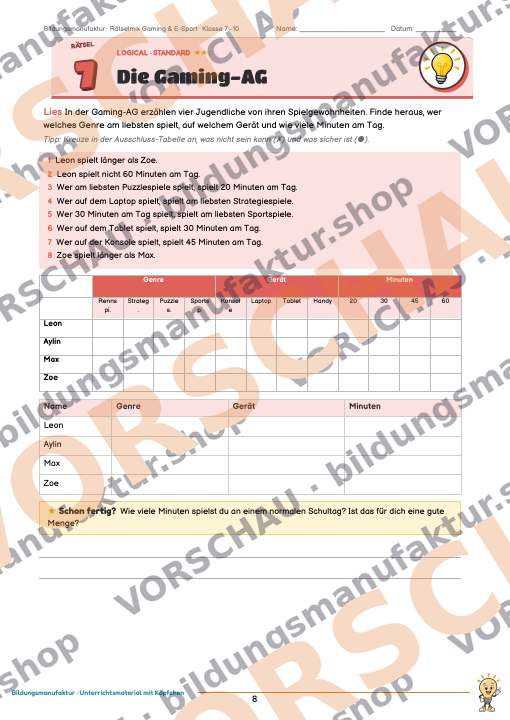 Bildungsmanufaktur · Rätselmix Gaming & E-Sport · Klasse 7–10 Name: Datum:
RÄTSEL
7
LOGICAL · STANDARD ★★
Die Gaming-AG
Lies In der Gaming-AG erzählen vier Jugendliche von ihren Spielgewohnheiten. Finde heraus, wer
welches Genre am liebsten spielt, auf welchem Gerät und wie viele Minuten am Tag.
Tipp: Kreuze in der Ausschluss-Tabelle an, was nicht sein kann (X) und was sicher ist (●).
1 Leon spielt länger als Zoe.
2 Leon spielt nicht 60 Minuten am Tag.
3 Wer am liebsten Puzzlespiele spielt, spielt 20 Minuten am Tag.
4 Wer auf dem Laptop spielt, spielt am liebsten Strategiespiele.
5 Wer 30 Minuten am Tag spielt, spielt am liebsten Sportspiele.
6 Wer auf dem Tablet spielt, spielt 30 Minuten am Tag.
7 Wer auf der Konsole spielt, spielt 45 Minuten am Tag.
8 Zoe spielt länger als Max.
Genre Gerät Minuten
Renns Strateg Puzzle Sports Konsol Laptop Tablet Handy 20 30 45 60
pi. . s. p. e
Leon
Aylin
Max
Zoe
Name Genre Gerät Minuten
Leon
Aylin
Max
Zoe
★ Schon fertig? Wie viele Minuten spielst du an einem normalen Schultag? Ist das für dich eine gute
Menge?
Bildungsmanufaktur · Unterrichtsmaterial mit Köpfchen
8
VORSCHAU · bildungsmanufaktur.shop
VORSCHAU